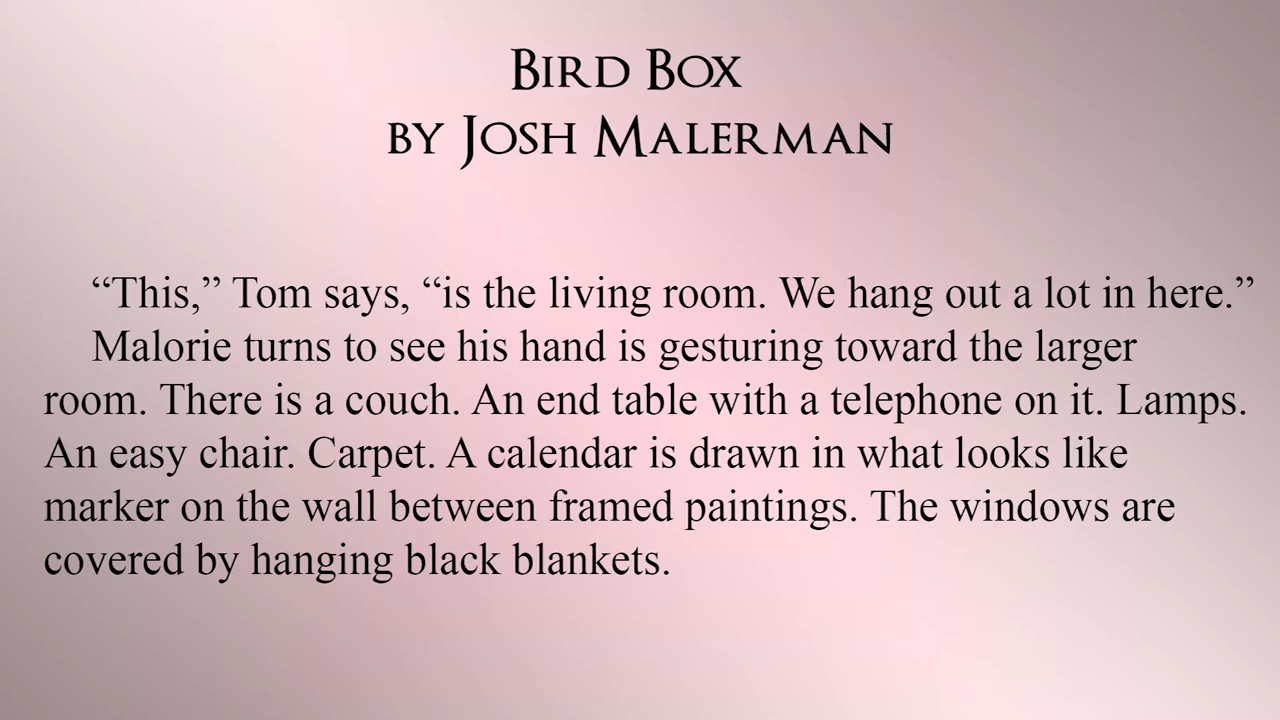 Bird Box
by Josh Malerman
“This,” Tom says, “is the living room. We hang out a lot in here.”
Malorie turns to see his hand is gesturing toward the larger
room. There is a couch. An end table with a telephone on it. Lamps.
An easy chair. Carpet. A calendar is drawn in what looks like
marker on the wall between framed paintings. The windows are
covered by hanging black blankets.